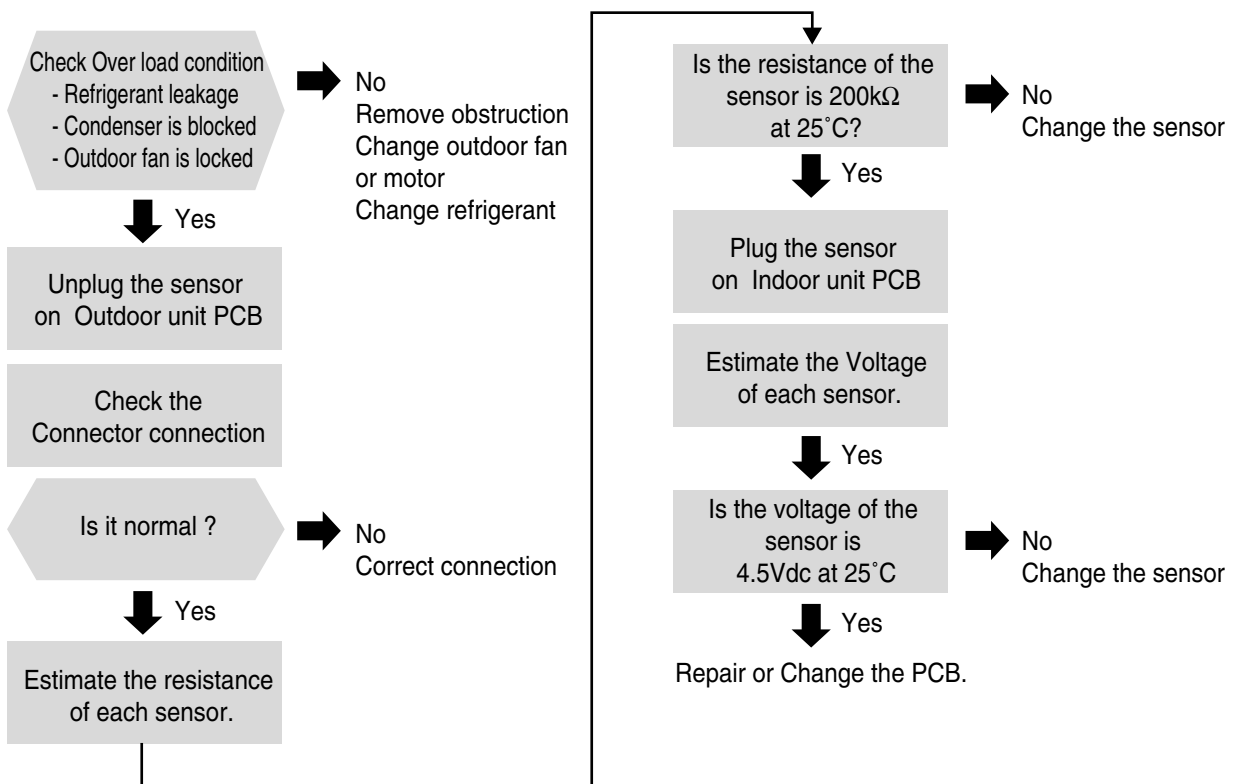 Check Over load condition
- Refrigerant leakage
- Condenser is blocked
- Outdoor fan is locked
No
Remove obstruction
Change outdoor fan
or motor
Change refrigerant
Yes
Unplug the sensor
on Outdoor unit PCB
Check the
Connector connection
Is it normal ?
No
Correct connection
Yes
Estimate the resistance
of each sensor.
Is the resistance of the
sensor is 200kΩ
at 25˚C?
No
Change the sensor
Yes
Plug the sensor
on Indoor unit PCB
Estimate the Voltage
of each sensor.
Yes
Is the voltage of the
sensor is
4.5Vdc at 25˚C
No
Change the sensor
Yes
Repair or Change the PCB.